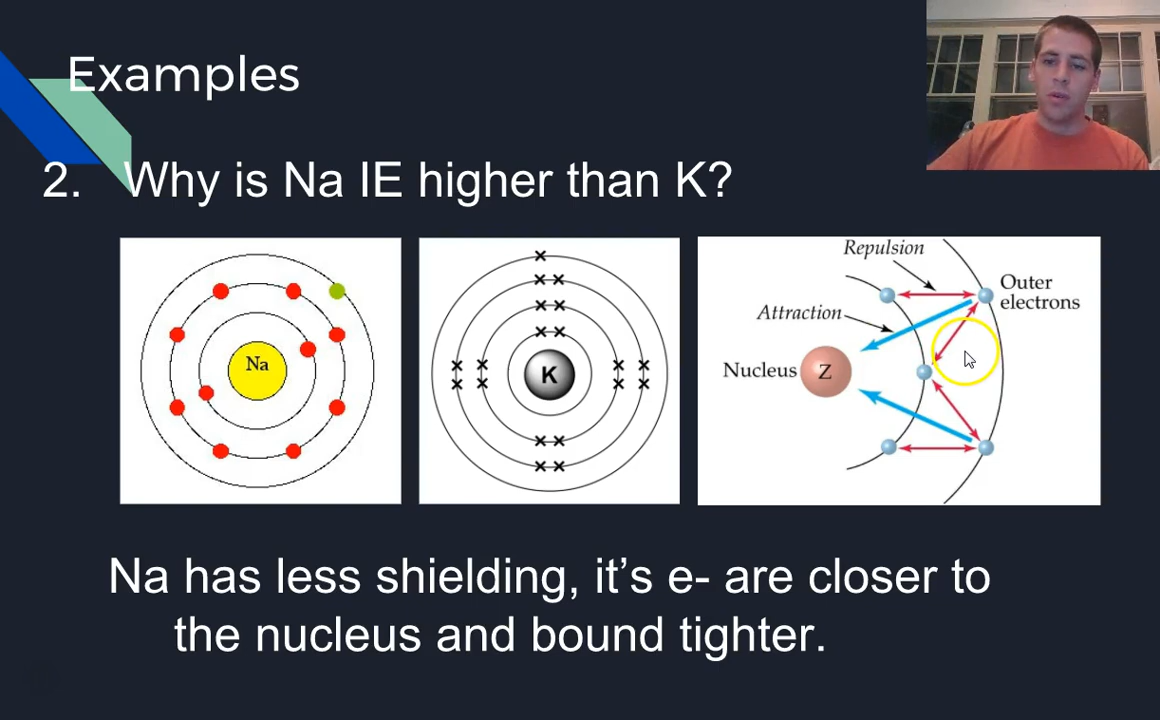 Examples
2. Why is Na IE higher than K?
Na
K
Repulsion
Outer
electrons
Attraction
Nucleus
Z
Na has less shielding, it's e- are closer to
the nucleus and bound tighter.